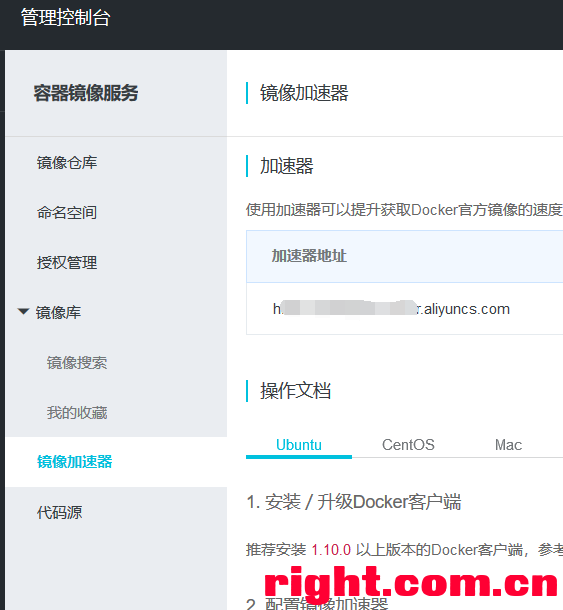 管理控制台
容器镜像服务
镜像仓库
命名空间
授权管理
镜像库
镜像搜索
我的收藏
镜像加速器
代码源
镜像加速器
加速器
使用加速器可以提升获取Docker官方镜像的速度
加速器地址
h r.aliyuncs.com
操作文档
Ubuntu CentOS Mac
1. 安装 / 升级Docker客户端
推荐安装 1.10.0 以上版本的Docker客户端，参考
2. 配置镜像加速器
right.com.cn